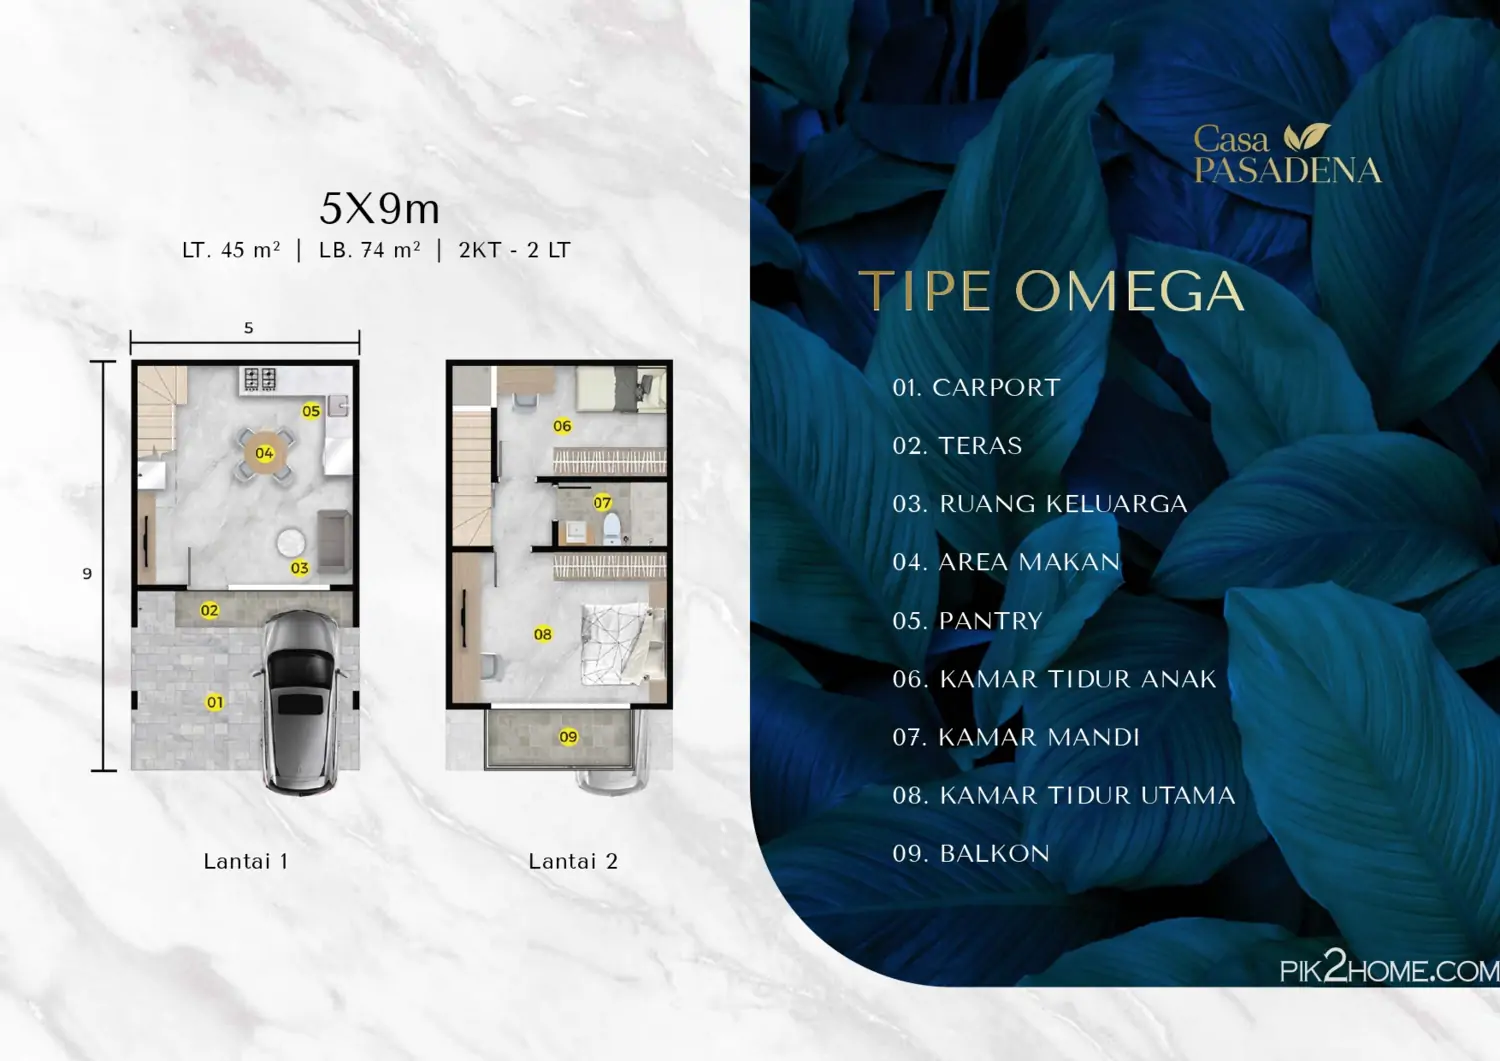 5X9m
LT. 45 m² | LB. 74 m² | 2KT - 2 LT
5
9
05
04
03
02
01
Lantai 1
06
07
08
09
Lantai 2
Casa
PASADENA
TIPE OMEGA
01. CARPORT
02. TERAS
03. RUANG KELUARGA
04. AREA MAKAN
05. PANTRY
06. KAMAR TIDUR ANAK
07. KAMAR MANDI
08. KAMAR TIDUR UTAMA
09. BALKON
PIK2HOME.COM